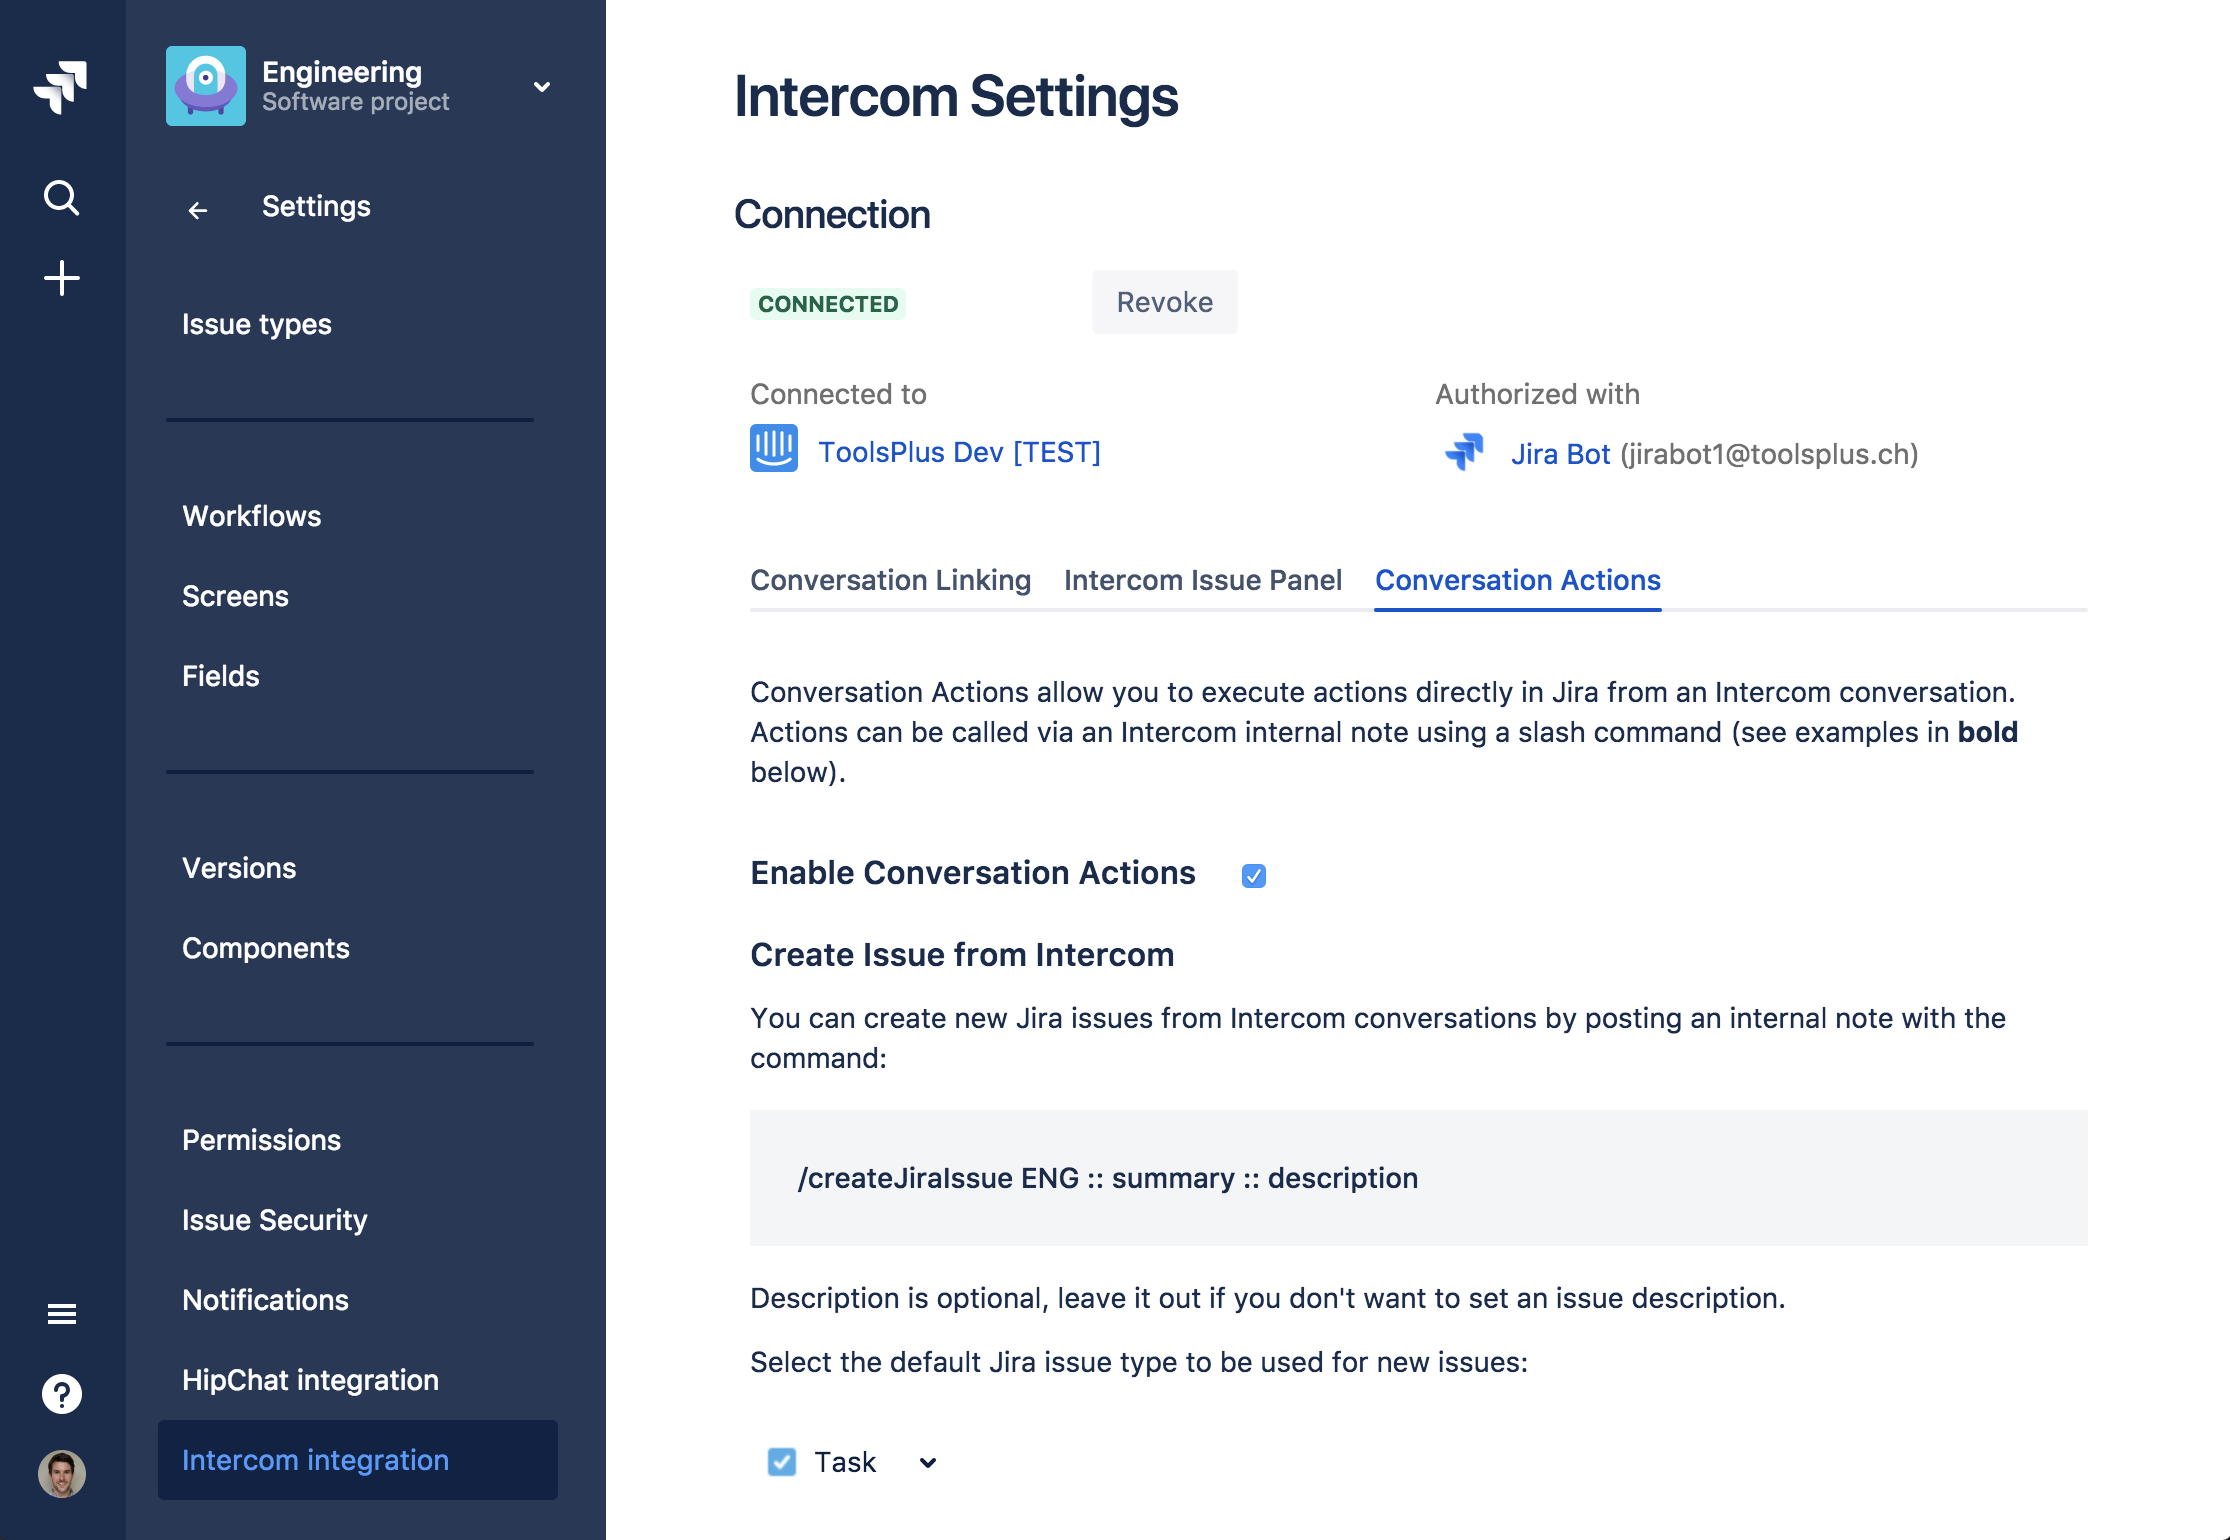 Engineering
Software project
Settings
Issue types
Workflows
Screens
Fields
Versions
Components
Permissions
Issue Security
Notifications
HipChat integration
Intercom integration
Intercom Settings
Connection
CONNECTED
Revoke
Connected to
ToolsPlus Dev [TEST]
Authorized with
Jira Bot (jirabot1@toolsplus.ch)
Conversation Linking Intercom Issue Panel Conversation Actions
Conversation Actions allow you to execute actions directly in Jira from an Intercom conversation.
Actions can be called via an Intercom internal note using a slash command (see examples in bold
below).
Enable Conversation Actions
Create Issue from Intercom
You can create new Jira issues from Intercom conversations by posting an internal note with the
command:
/createJiraIssue ENG :: summary :: description
Description is optional, leave it out if you don't want to set an issue description.
Select the default Jira issue type to be used for new issues:
Task